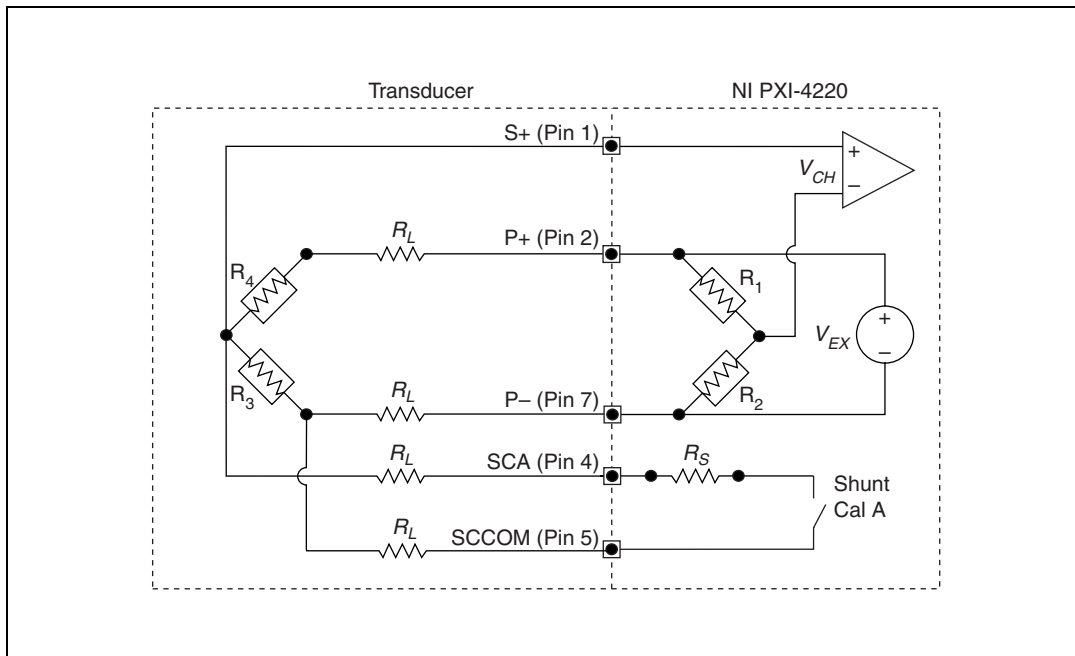 Transducer
NI PXI-4220
S+ (Pin 1)
+
V_CH
–
R_L
P+ (Pin 2)
R_4
R_1
+
V_EX
–
R_3
R_L
P– (Pin 7)
R_2
R_L
SCA (Pin 4)
R_S
Shunt
Cal A
R_L
SCCOM (Pin 5)